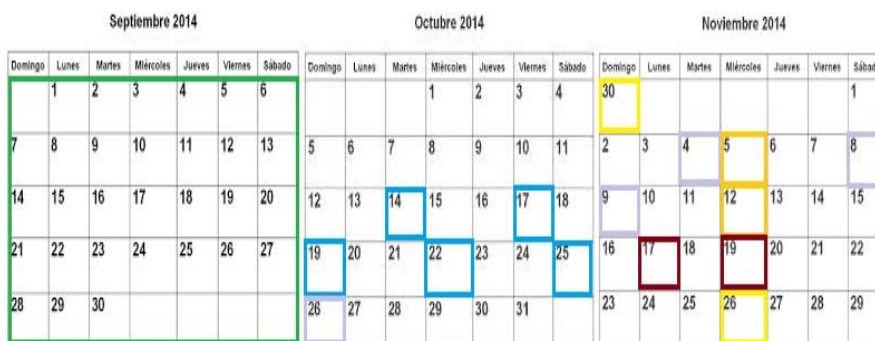 Septiembre 2014
Domingo Lunes Martes Miércoles Jueves Viernes Sábado
1 2 3 4 5 6
7 8 9 10 11 12 13
14 15 16 17 18 19 20
21 22 23 24 25 26 27
28 29 30
Octubre 2014
Domingo Lunes Martes Miércoles Jueves Viernes Sábado
1 2 3 4
5 6 7 8 9 10 11
12 13 14 15 16 17 18
19 20 21 22 23 24 25
26 27 28 29 30 31
Noviembre 2014
Domingo Lunes Martes Miércoles Jueves Viernes Sábad
30 1
2 3 4 5 6 7 8
9 10 11 12 13 14 15
16 17 18 19 20 21 22
23 24 25 26 27 28 29